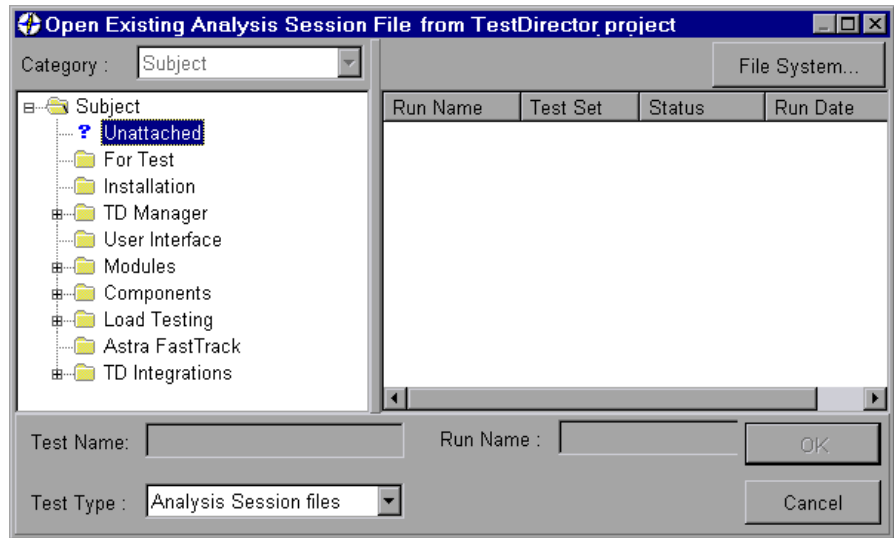 Open Existing Analysis Session File from TestDirector project
Category :
Subject
File System...
Subject
? Unattached
For Test
Installation
TD Manager
User Interface
Modules
Components
Load Testing
Astra FastTrack
TD Integrations
Run Name Test Set Status Run Date
Test Name:
Run Name :
OK
Test Type :
Analysis Session files
Cancel